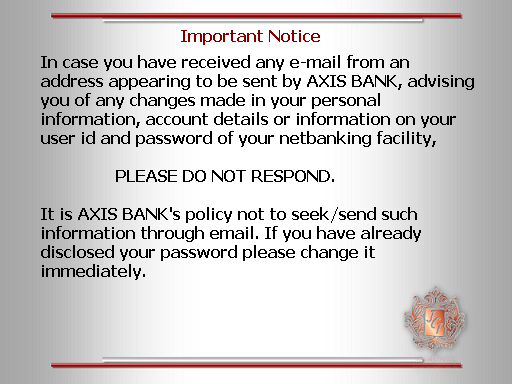 Important Notice
In case you have received any e-mail from an
address appearing to be sent by AXIS BANK, advising
you of any changes made in your personal
information, account details or information on your
user id and password of your netbanking facility,
PLEASE DO NOT RESPOND.
It is AXIS BANK's policy not to seek/send such
information through email. If you have already
disclosed your password please change it
immediately.